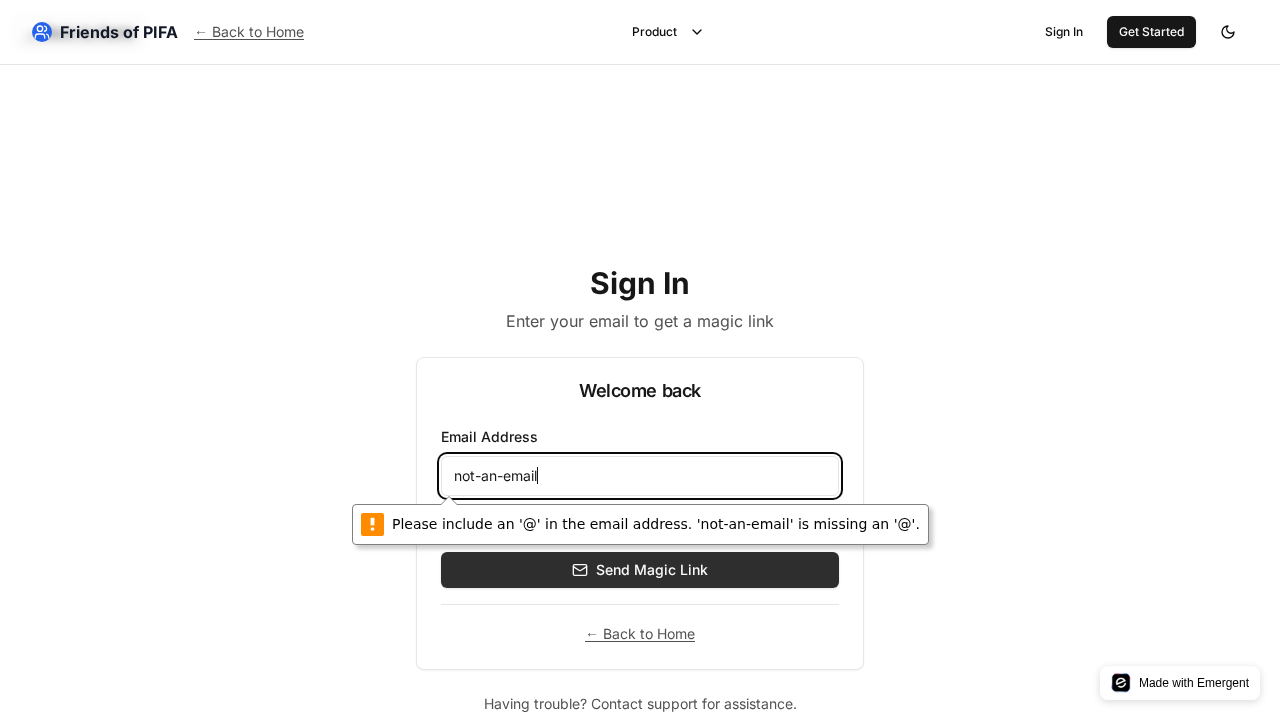 Friends of PIFA
← Back to Home
Product
Sign In
Get Started
Sign In
Enter your email to get a magic link
Welcome back
Email Address
not-an-email
Please include an '@' in the email address. 'not-an-email' is missing an '@'.
Send Magic Link
← Back to Home
Having trouble? Contact support for assistance.
Made with Emergent